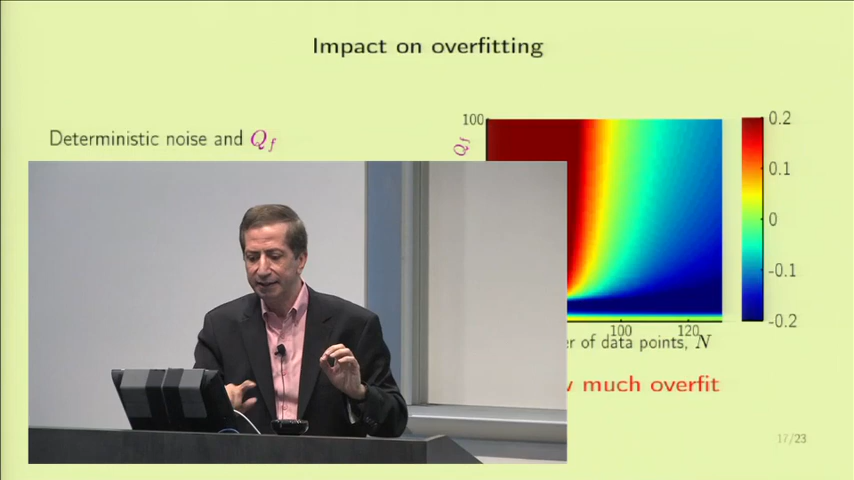 Impact on overfitting
Deterministic noise and Q_f
100
Q_f
0.2
0.1
0
-0.1
-0.2
100
120
er of data points, N
much overfit
17/23